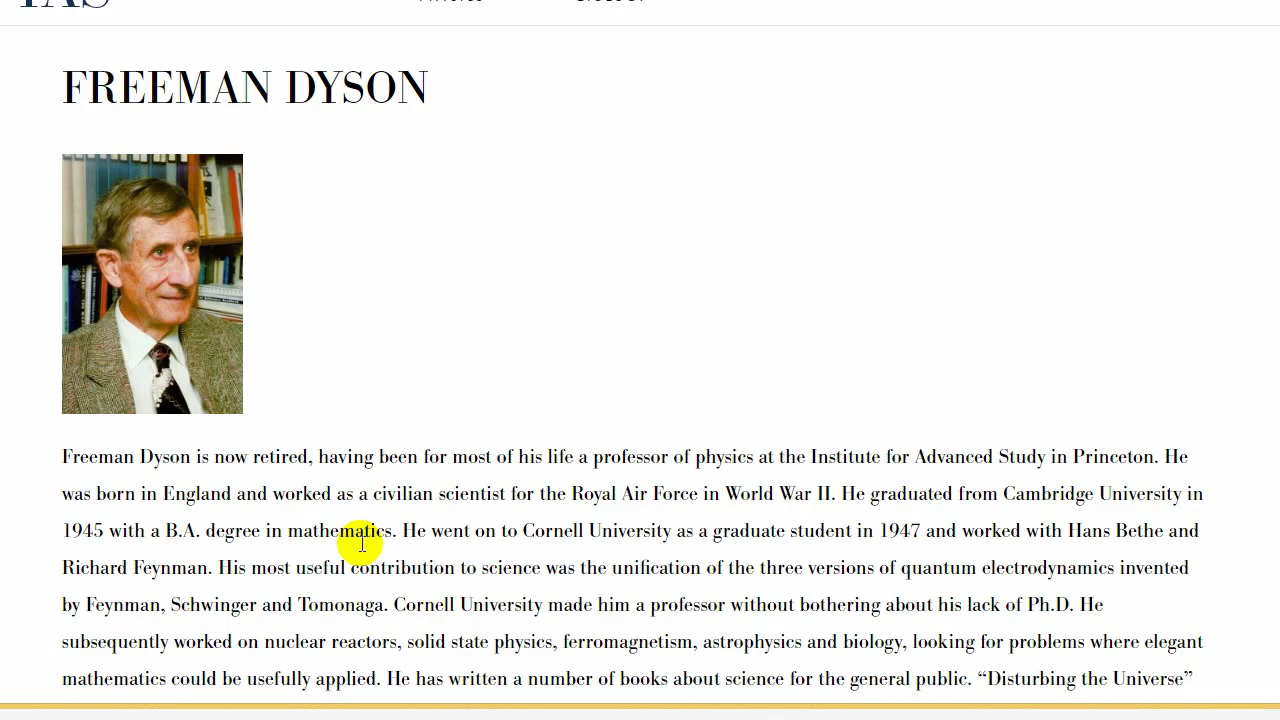 IAS
FREEMAN DYSON
Freeman Dyson is now retired, having been for most of his life a professor of physics at the Institute for Advanced Study in Princeton. He
was born in England and worked as a civilian scientist for the Royal Air Force in World War II. He graduated from Cambridge University in
1945 with a B.A. degree in mathematics. He went on to Cornell University as a graduate student in 1947 and worked with Hans Bethe and
Richard Feynman. His most useful contribution to science was the unification of the three versions of quantum electrodynamics invented
by Feynman, Schwinger and Tomonaga. Cornell University made him a professor without bothering about his lack of Ph.D. He
subsequently worked on nuclear reactors, solid state physics, ferromagnetism, astrophysics and biology, looking for problems where elegant
mathematics could be usefully applied. He has written a number of books about science for the general public. “Disturbing the Universe”